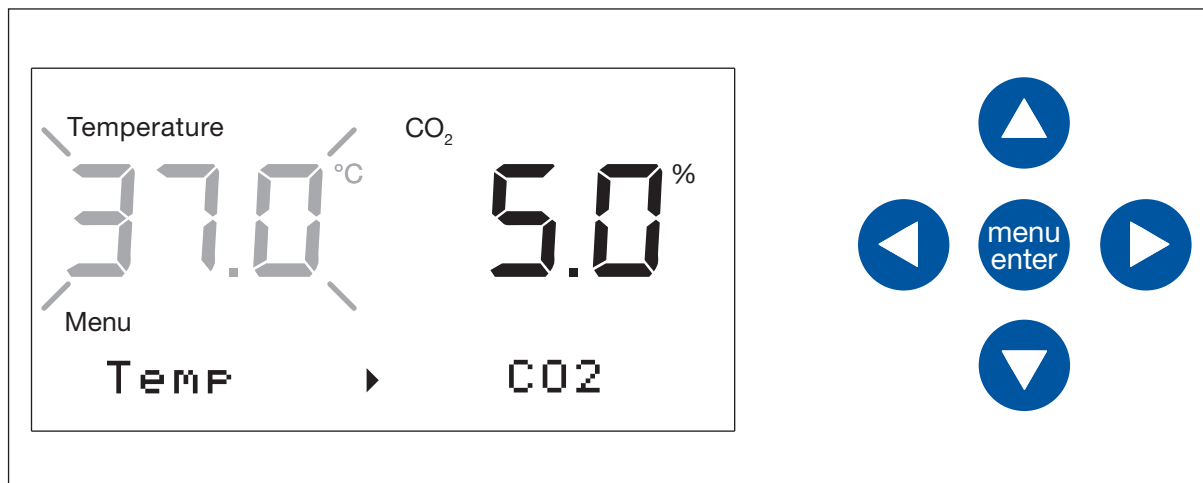 Temperature
CO₂
37.0 °C
5.0 %
Menu
Temp
CO2
menu
enter